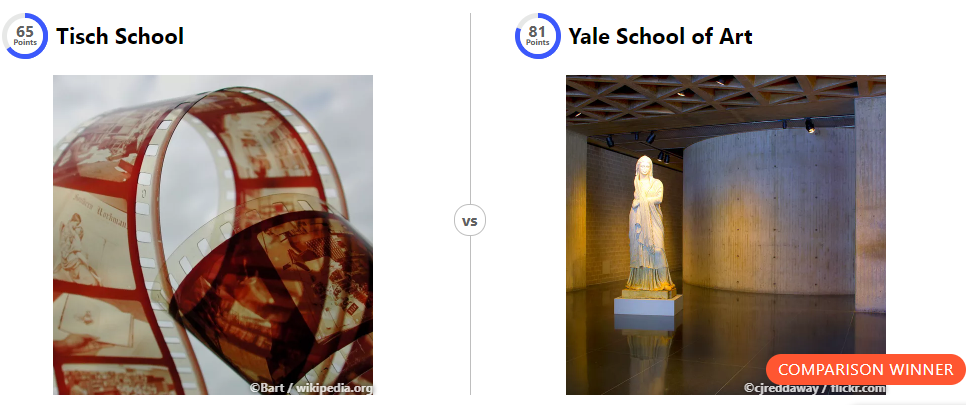 65
Points
Tisch School
81
Points
Yale School of Art
vs
©Bart / wikipedia.org
©cjreddaway / flickr.com
COMPARISON WINNER